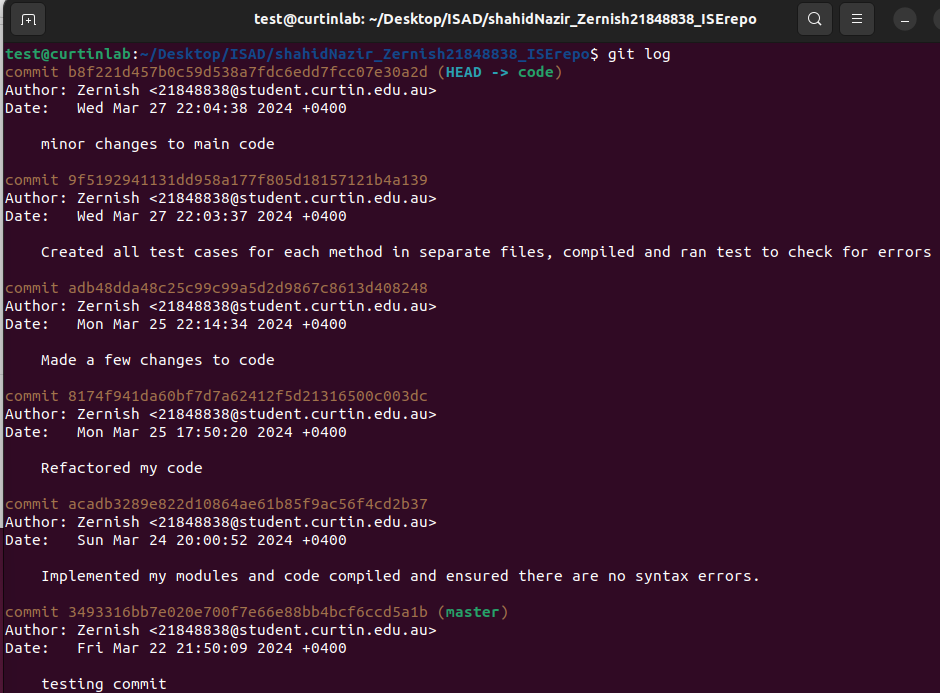 test@curtinlab: ~/Desktop/ISAD/shahidNazir_Zernish21848838_ISErepo
test@curtinlab:~/Desktop/ISAD/shahidNazir_Zernish21848838_ISErepo$ git log
commit b8f221d457b0c59d538a7fdc6edd7fcc07e30a2d (HEAD -> code)
Author: Zernish <21848838@student.curtin.edu.au>
Date:   Wed Mar 27 22:04:38 2024 +0400
minor changes to main code
commit 9f5192941131dd958a177f805d18157121b4a139
Author: Zernish <21848838@student.curtin.edu.au>
Date:   Wed Mar 27 22:03:37 2024 +0400
Created all test cases for each method in separate files, compiled and ran test to check for errors
commit adb48dda48c25c99c99a5d2d9867c8613d408248
Author: Zernish <21848838@student.curtin.edu.au>
Date:   Mon Mar 25 22:14:34 2024 +0400
Made a few changes to code
commit 8174f941da60bf7d7a62412f5d21316500c003dc
Author: Zernish <21848838@student.curtin.edu.au>
Date:   Mon Mar 25 17:50:20 2024 +0400
Refactored my code
commit acadb3289e822d10864ae61b85f9ac56f4cd2b37
Author: Zernish <21848838@student.curtin.edu.au>
Date:   Sun Mar 24 20:00:52 2024 +0400
Implemented my modules and code compiled and ensured there are no syntax errors.
commit 3493316bb7e020e700f7e66e88bb4bcf6ccd5a1b (master)
Author: Zernish <21848838@student.curtin.edu.au>
Date:   Fri Mar 22 21:50:09 2024 +0400
testing commit